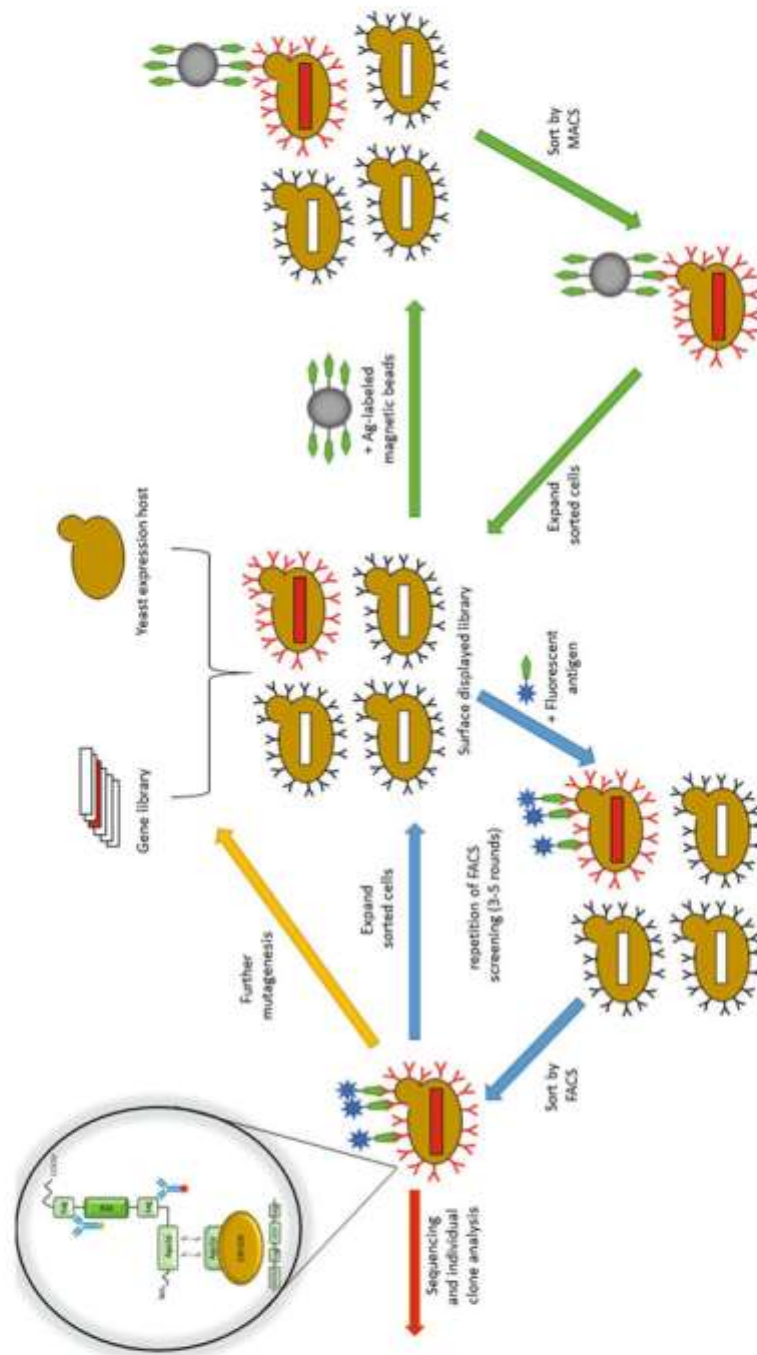 COOH
Gene library
Yeast expression host
Further
mutagenesis
Expand
sorted cells
+ Ag-labeled
magnetic beads
Sequencing
and individual
clone analysis
Surface displayed library
repetition of FACS
screening (3-5 rounds)
Sort by
FACS
+ Fluorescent
antigen
Expand
sorted cells
Sort by
MACS